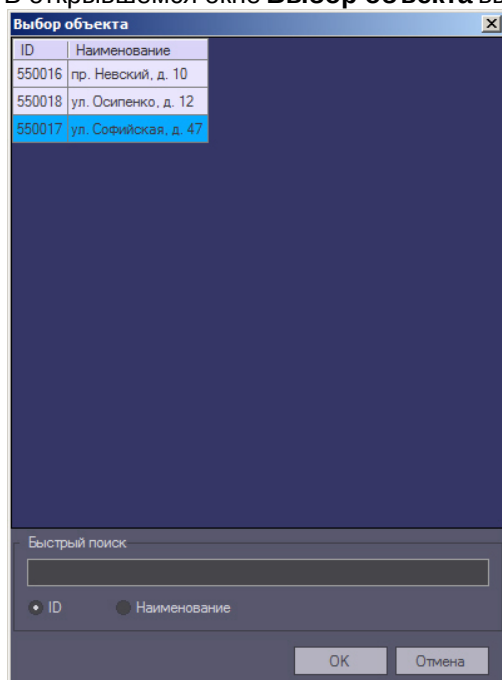 В открывшемся окне Выбор объекта вы
Выбор объекта
ID Наименование
550016 пр. Невский, д. 10
550018 ул. Осипенко, д. 12
550017 ул. Софийская, д. 47
Быстрый поиск
ID Наименование
OK Отмена